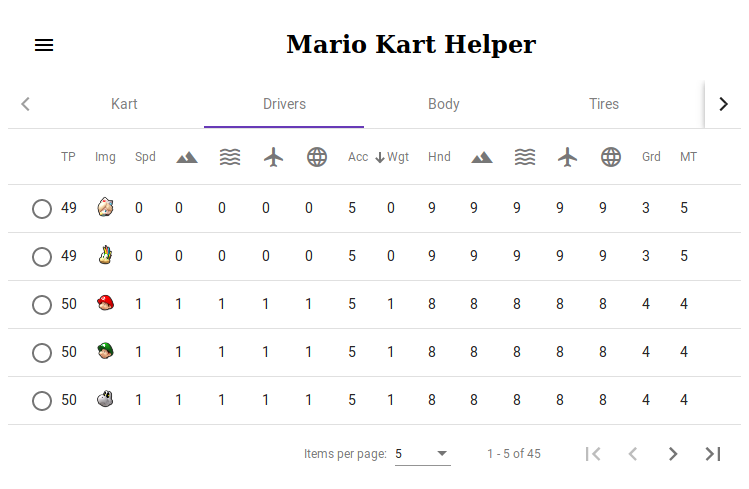 Mario Kart Helper
Kart Drivers Body Tires
TP Img Spd Acc Wgt Hnd Grd MT
49 0 0 0 0 0 5 0 9 9 9 9 9 3 5
49 0 0 0 0 0 5 0 9 9 9 9 9 3 5
50 1 1 1 1 1 5 1 8 8 8 8 8 4 4
50 1 1 1 1 1 5 1 8 8 8 8 8 4 4
50 1 1 1 1 1 5 1 8 8 8 8 8 4 4
Items per page: 5 1 - 5 of 45